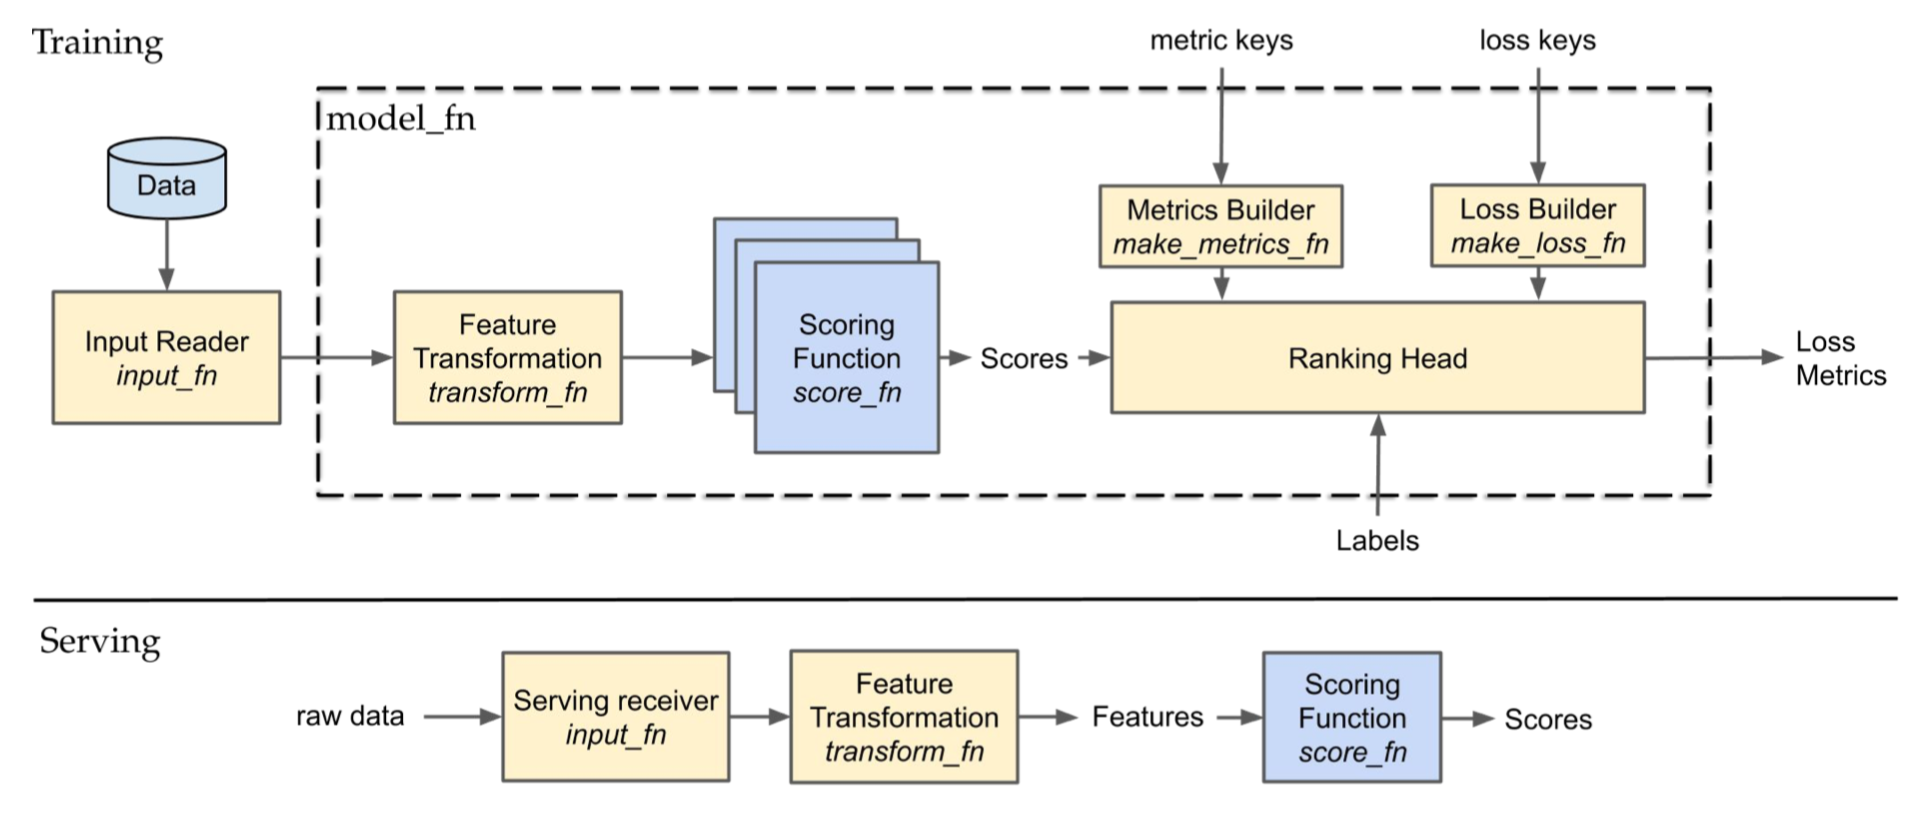 Training
metric keys
loss keys
model_fn
Data
Metrics Builder
make_metrics_fn
Loss Builder
make_loss_fn
Input Reader
input_fn
Feature
Transformation
transform_fn
Scoring
Function
score_fn
Scores
Ranking Head
Loss
Metrics
Labels
Serving
raw data
Serving receiver
input_fn
Feature
Transformation
transform_fn
Features
Scoring
Function
score_fn
Scores